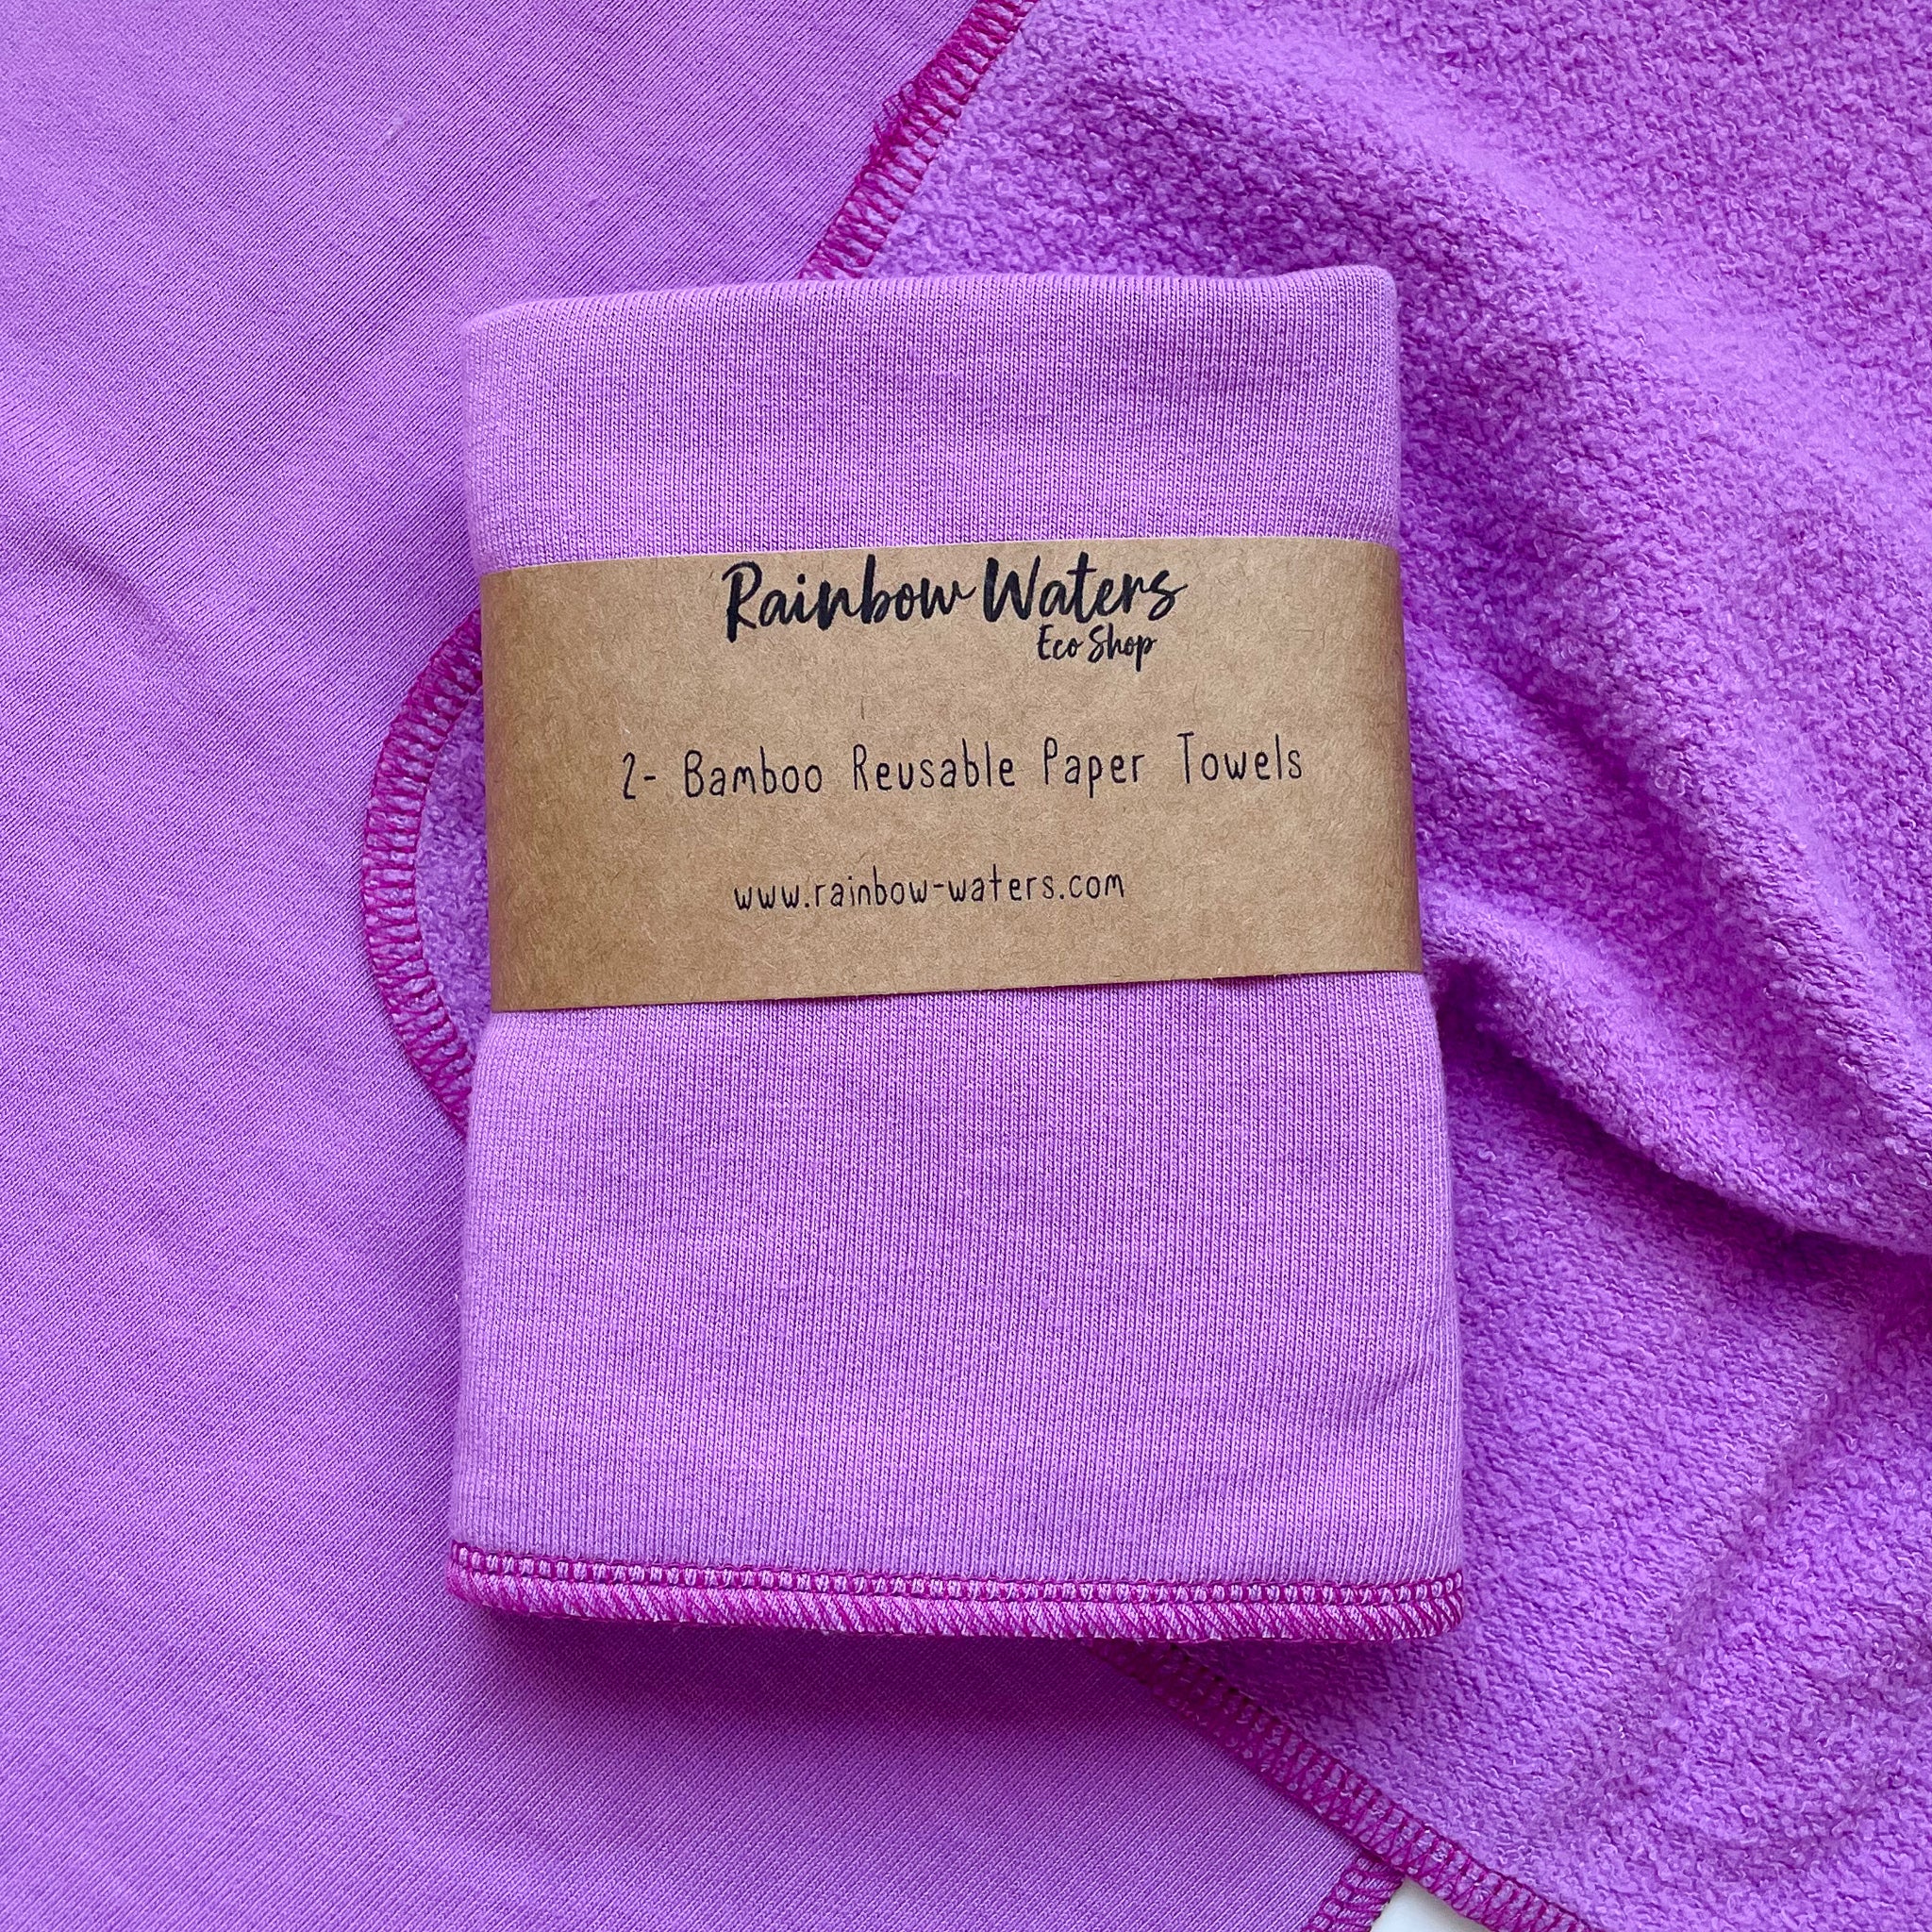 Rainbow Waters
Eco Shop
2- Bamboo Reusable Paper Towels
www.rainbow-waters.com